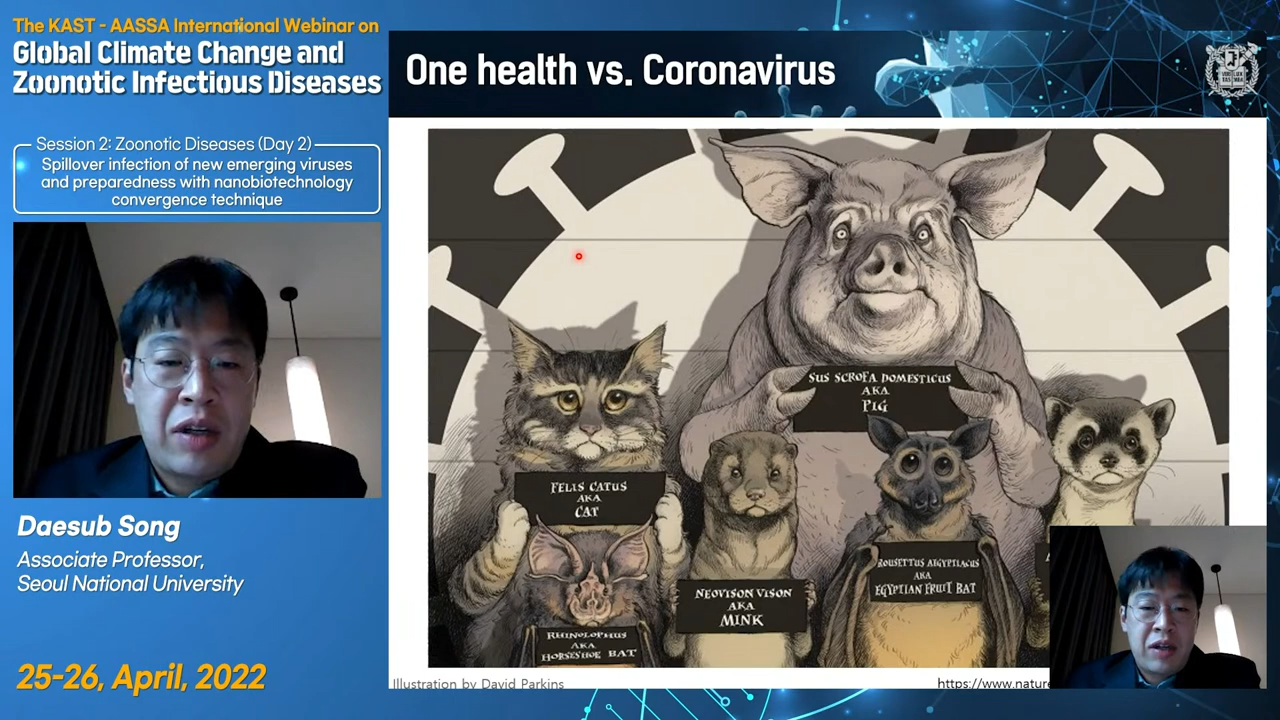 The KAST - AASSA International Webinar on
Global Climate Change and
Zoonotic Infectious Diseases
Session 2: Zoonotic Diseases (Day 2)
Spillover infection of new emerging viruses
and preparedness with nanobiotechnology
convergence technique
Daesub Song
Associate Professor,
Seoul National University
25-26, April, 2022
One health vs. Coronavirus
SUS SCROFA DOMESTICUS
AKA
PIG
FELIS CATUS
AKA
CAT
ROUSETTUS AIGYPTIACUS
AKA
EGYPTIAN FRUIT BAT
NEOVISON VISON
AKA
MINK
RHINOLOPHUS
AKA
HORSESHOE BAT
Illustration by David Parkins
https://www.nature